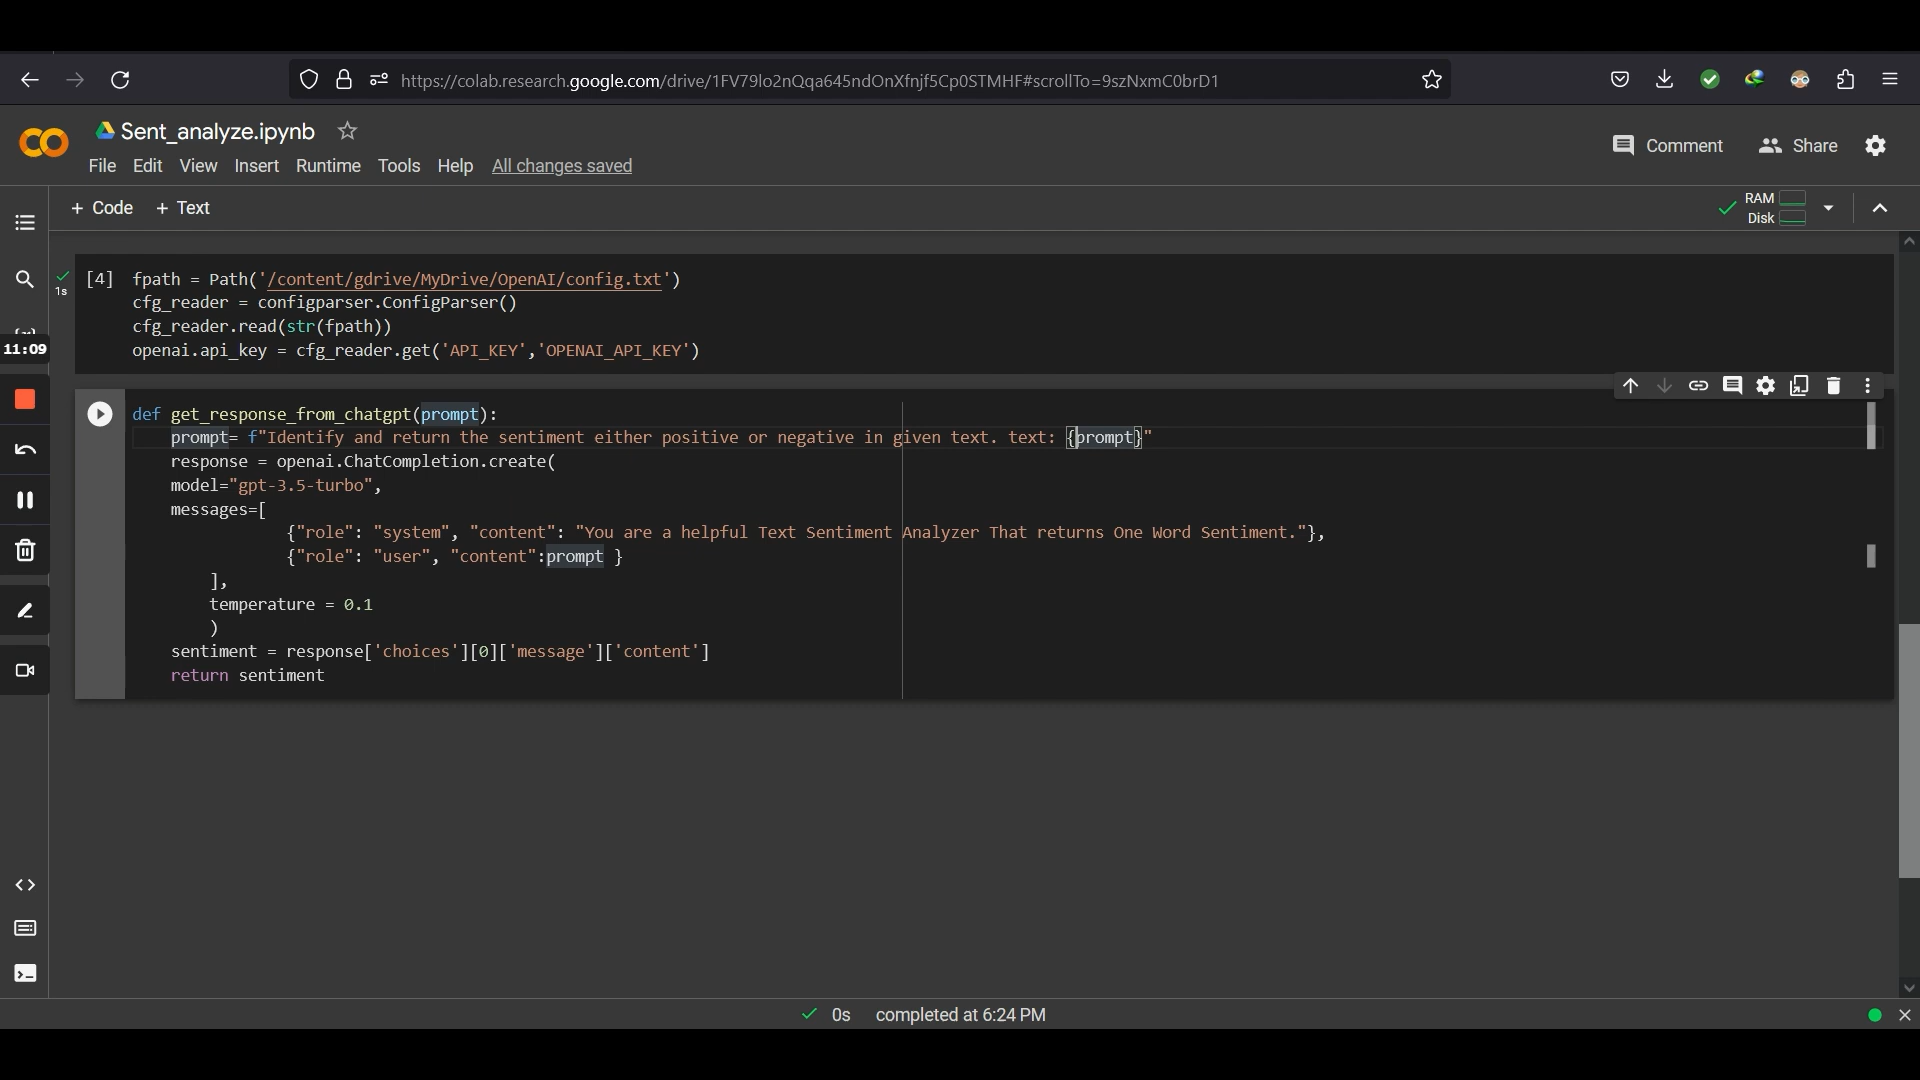 https://colab.research.google.com/drive/1FV79lo2nQqa645ndOnXfnjf5Cp0STMHF#scrollTo=9szNxmC0brD1
Sent_analyze.ipynb
File Edit View Insert Runtime Tools Help All changes saved
Comment
Share
+ Code + Text
RAM
Disk
11:09
1s
[4] fpath = Path('/content/gdrive/MyDrive/OpenAI/config.txt')
cfg_reader = configparser.ConfigParser()
cfg_reader.read(str(fpath))
openai.api_key = cfg_reader.get('API_KEY','OPENAI_API_KEY')
def get_response_from_chatgpt(prompt):
prompt= f"Identify and return the sentiment either positive or negative in given text. text: {prompt}"
response = openai.ChatCompletion.create(
model="gpt-3.5-turbo",
messages=[
{"role": "system", "content": "You are a helpful Text Sentiment Analyzer That returns One Word Sentiment."},
{"role": "user", "content":prompt }
],
temperature = 0.1
)
sentiment = response['choices'][0]['message']['content']
return sentiment
0s completed at 6:24 PM